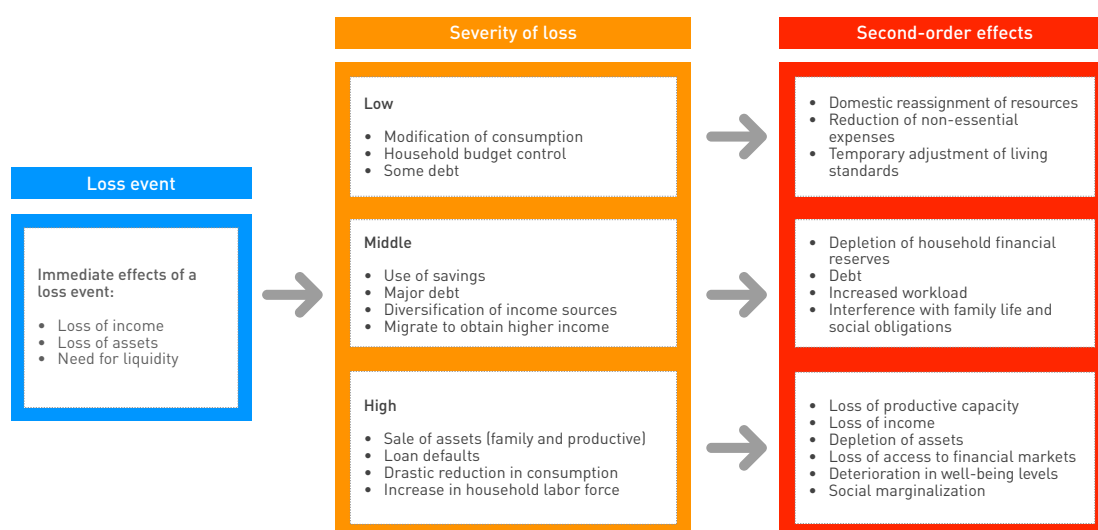 Loss event
Immediate effects of a
loss event:
• Loss of income
• Loss of assets
• Need for liquidity
Severity of loss
Low
• Modification of consumption
• Household budget control
• Some debt
Middle
• Use of savings
• Major debt
• Diversification of income sources
• Migrate to obtain higher income
High
• Sale of assets (family and productive)
• Loan defaults
• Drastic reduction in consumption
• Increase in household labor force
Second-order effects
• Domestic reassignment of resources
• Reduction of non-essential
expenses
• Temporary adjustment of living
standards
• Depletion of household financial
reserves
• Debt
• Increased workload
• Interference with family life and
social obligations
• Loss of productive capacity
• Loss of income
• Depletion of assets
• Loss of access to financial markets
• Deterioration in well-being levels
• Social marginalization